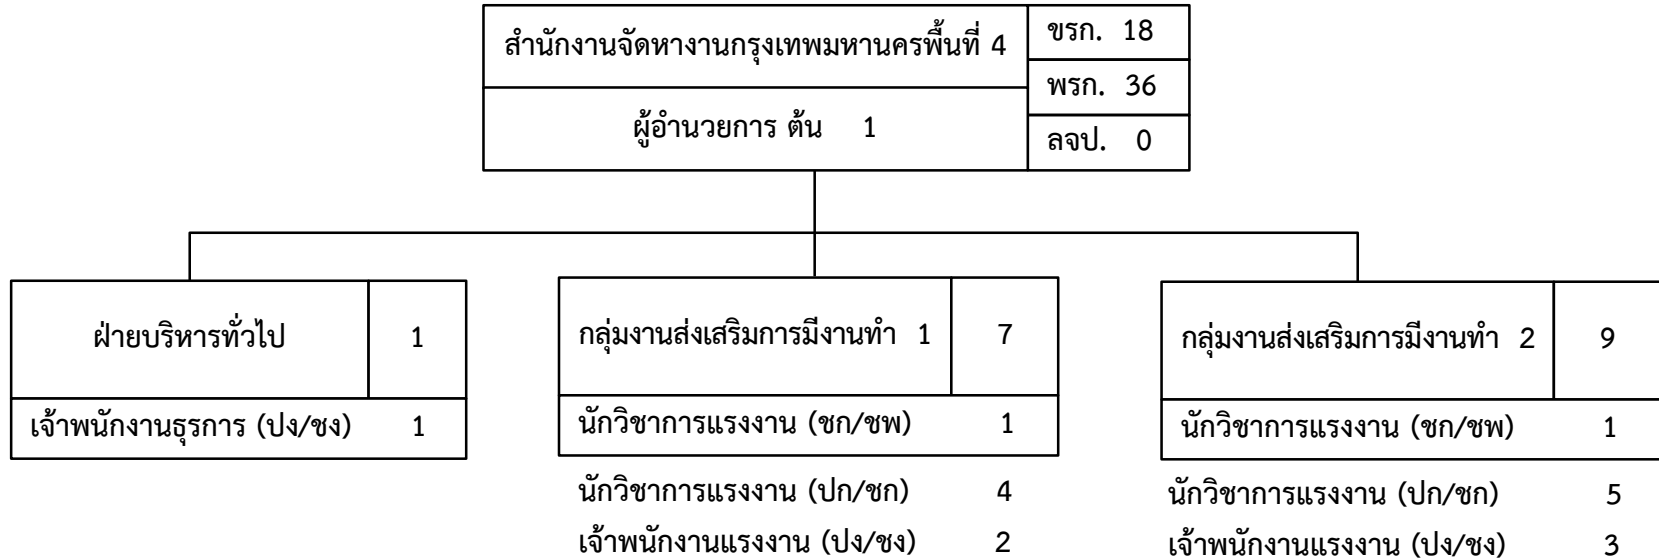 สำนักงานจัดหางานกรุงเทพมหานครพื้นที่ 4
ขรก. 18
พรก. 36
ผู้อำนวยการ ต้น 1
ลจป. 0
ฝ่ายบริหารทั่วไป 1
เจ้าพนักงานธุรการ (ปง/ชง) 1
กลุ่มงานส่งเสริมการมีงานทำ 1 7
นักวิชาการแรงงาน (ชก/ชพ) 1
นักวิชาการแรงงาน (ปก/ชก) 4
เจ้าพนักงานแรงงาน (ปง/ชง) 2
กลุ่มงานส่งเสริมการมีงานทำ 2 9
นักวิชาการแรงงาน (ชก/ชพ) 1
นักวิชาการแรงงาน (ปก/ชก) 5
เจ้าพนักงานแรงงาน (ปง/ชง) 3